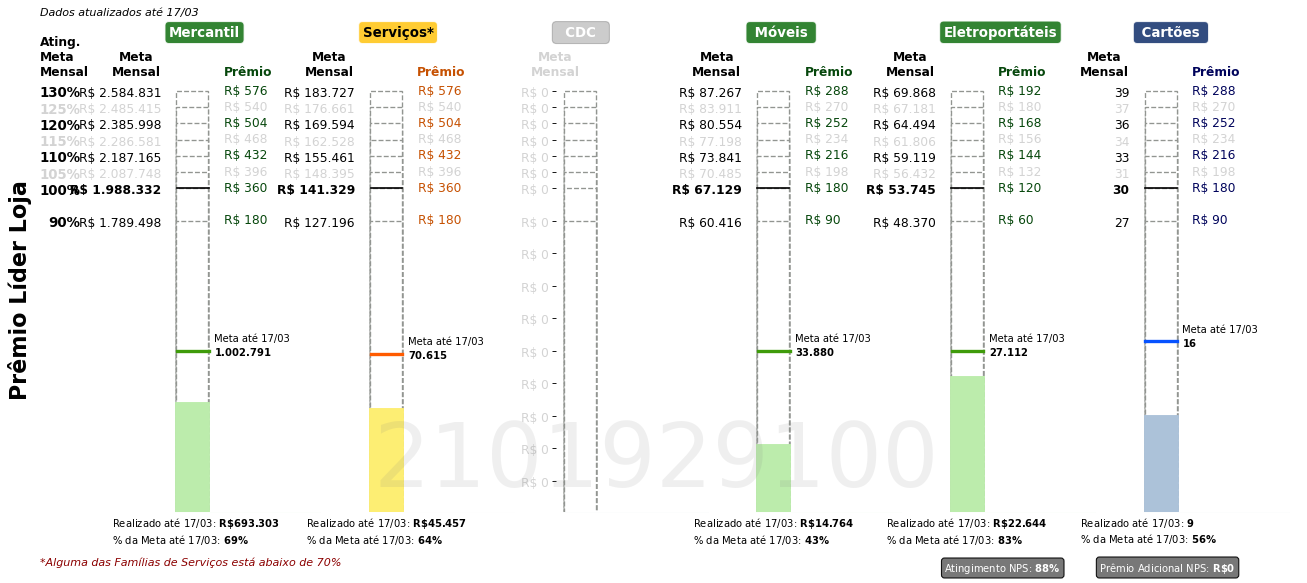 Dados atualizados até 17/03
Mercantil Serviços* CDC Móveis Eletroportáteis Cartões
Ating. Meta Mensal
Meta Mensal Prêmio Meta Mensal Prêmio Meta Mensal Meta Mensal Prêmio Meta Mensal Prêmio Meta Mensal Prêmio
130% R$ 2.584.831 R$ 576 R$ 183.727 R$ 576 R$ 0 R$ 87.267 R$ 288 R$ 69.868 R$ 192 39 R$ 288
125% R$ 2.485.415 R$ 540 R$ 176.661 R$ 540 R$ 0 R$ 83.911 R$ 270 R$ 67.181 R$ 180 37 R$ 270
120% R$ 2.385.998 R$ 504 R$ 169.594 R$ 504 R$ 0 R$ 80.554 R$ 252 R$ 64.494 R$ 168 36 R$ 252
115% R$ 2.286.581 R$ 468 R$ 162.528 R$ 468 R$ 0 R$ 77.198 R$ 234 R$ 61.806 R$ 156 34 R$ 234
110% R$ 2.187.165 R$ 432 R$ 155.461 R$ 432 R$ 0 R$ 73.841 R$ 216 R$ 59.119 R$ 144 33 R$ 216
105% R$ 2.087.748 R$ 396 R$ 148.395 R$ 396 R$ 0 R$ 70.485 R$ 198 R$ 56.432 R$ 132 31 R$ 198
100% R$ 1.988.332 R$ 360 R$ 141.329 R$ 360 R$ 0 R$ 67.129 R$ 180 R$ 53.745 R$ 120 30 R$ 180
90% R$ 1.789.498 R$ 180 R$ 127.196 R$ 180 R$ 0 R$ 60.416 R$ 90 R$ 48.370 R$ 60 27 R$ 90
R$ 0
R$ 0
R$ 0
R$ 0
R$ 0
R$ 0
R$ 0
R$ 0
Prêmio Líder Loja
Meta até 17/03 Meta até 17/03 Meta até 17/03 Meta até 17/03 Meta até 17/03
1.002.791 70.615 33.880 27.112 16
2101929100
Realizado até 17/03: R$693.303 Realizado até 17/03: R$45.457 Realizado até 17/03: R$14.764 Realizado até 17/03: R$22.644 Realizado até 17/03: 9
% da Meta até 17/03: 69% % da Meta até 17/03: 64% % da Meta até 17/03: 43% % da Meta até 17/03: 83% % da Meta até 17/03: 56%
*Alguma das Famílias de Serviços está abaixo de 70%
Atingimento NPS: 88% Prêmio Adicional NPS: R$0